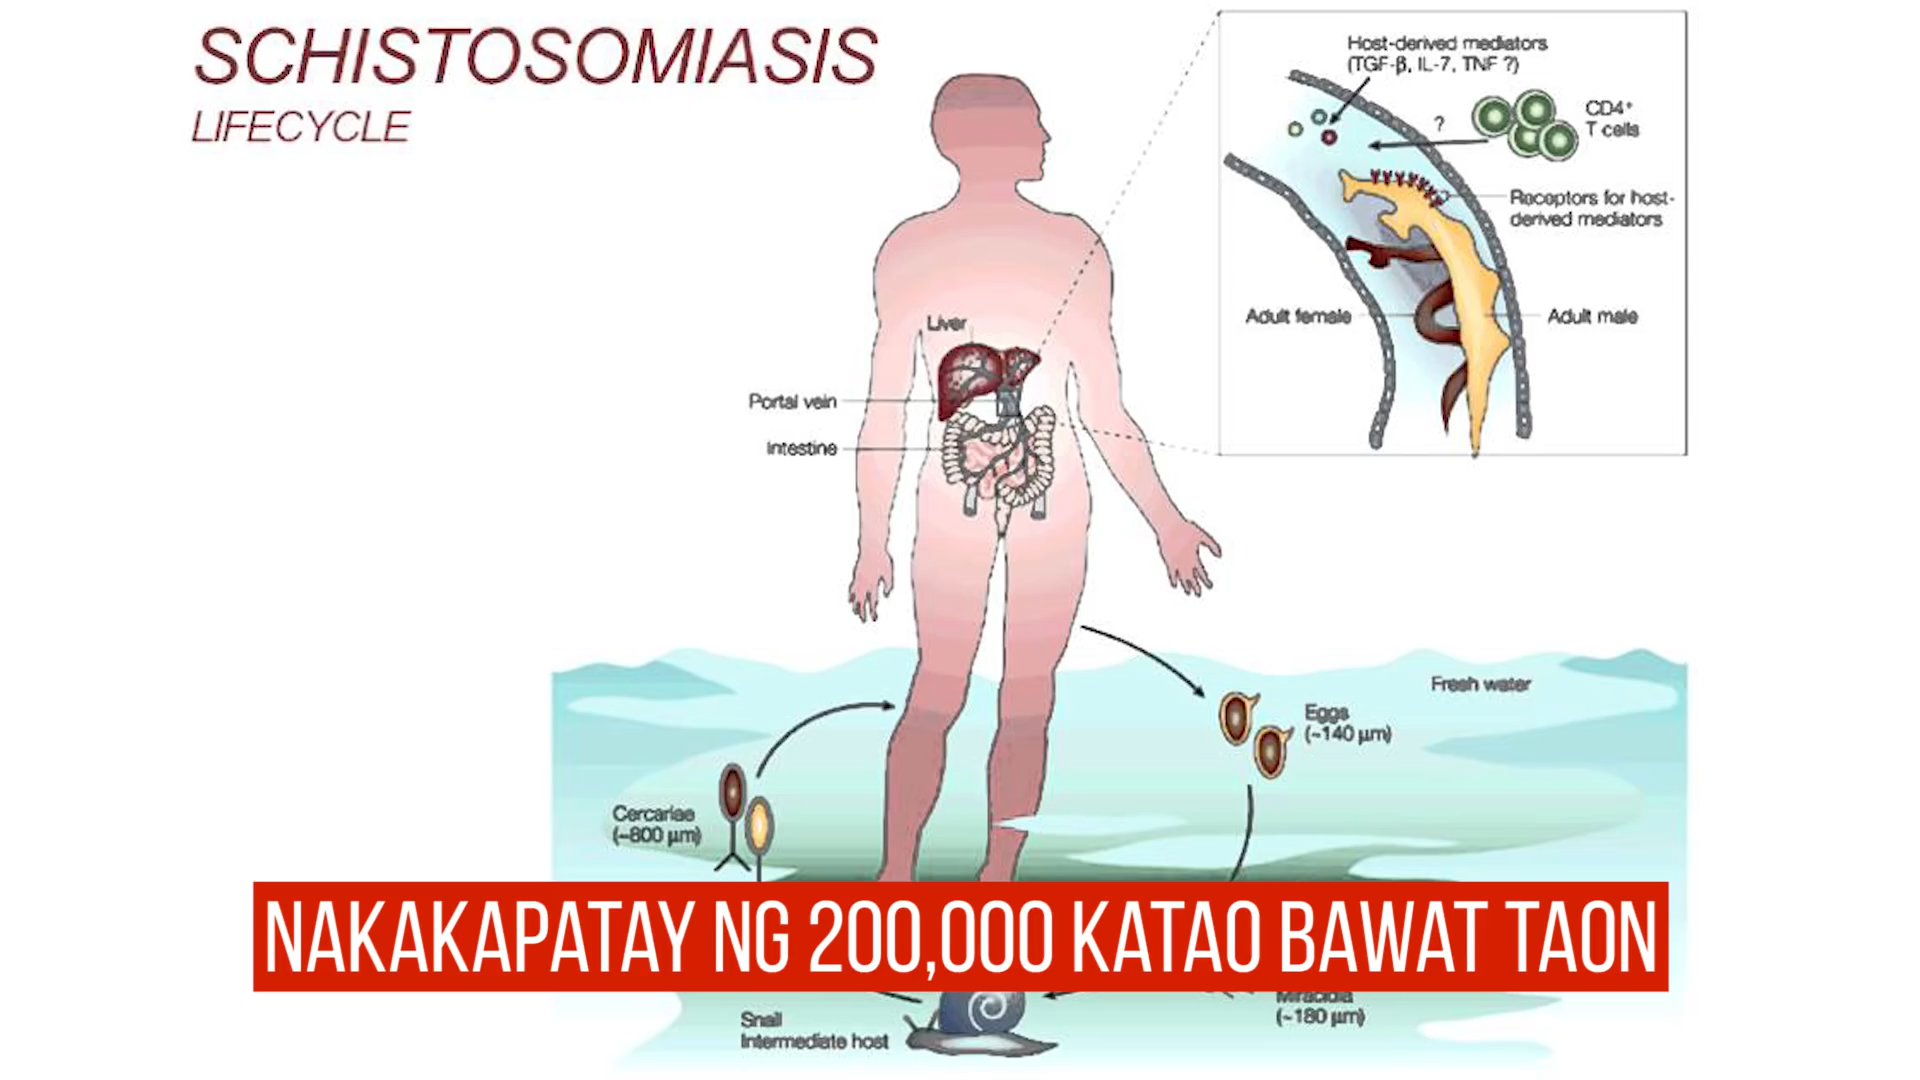 SCHISTOSOMIASIS
LIFECYCLE
Host-derived mediators
(TGF-β, IL-7, TNF ?)
CD4⁺
T cells
?
Receptors for host-
derived mediators
Adult female
Adult male
Liver
Portal vein
Intestine
Fresh water
Eggs
(~140 µm)
Cercariae
(~800 µm)
NAKAKAPATAY NG 200,000 KATAO BAWAT TAON
Miracidia
(~180 µm)
Snail
Intermediate host